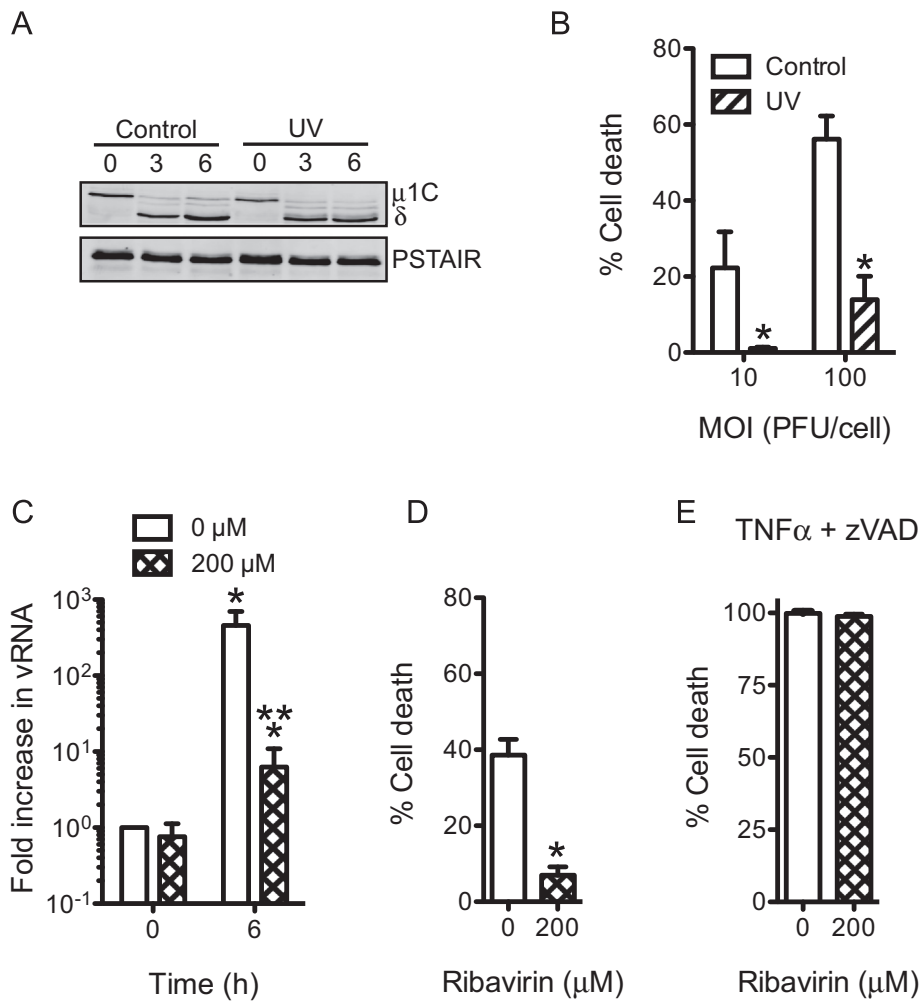 A
Control
UV
0 3 6 0 3 6
μ1C
δ
PSTAIR
B
% Cell death
80
60
40
20
0
Control
UV
*
*
10 100
MOI (PFU/cell)
C
0 μM
200 μM
Fold increase in vRNA
10³
10²
10¹
10⁰
10⁻¹
*
**
*
0 6
Time (h)
D
% Cell death
80
60
40
20
0
*
0 200
Ribavirin (μM)
E
TNFα + zVAD
% Cell death
100
75
50
25
0
0 200
Ribavirin (μM)